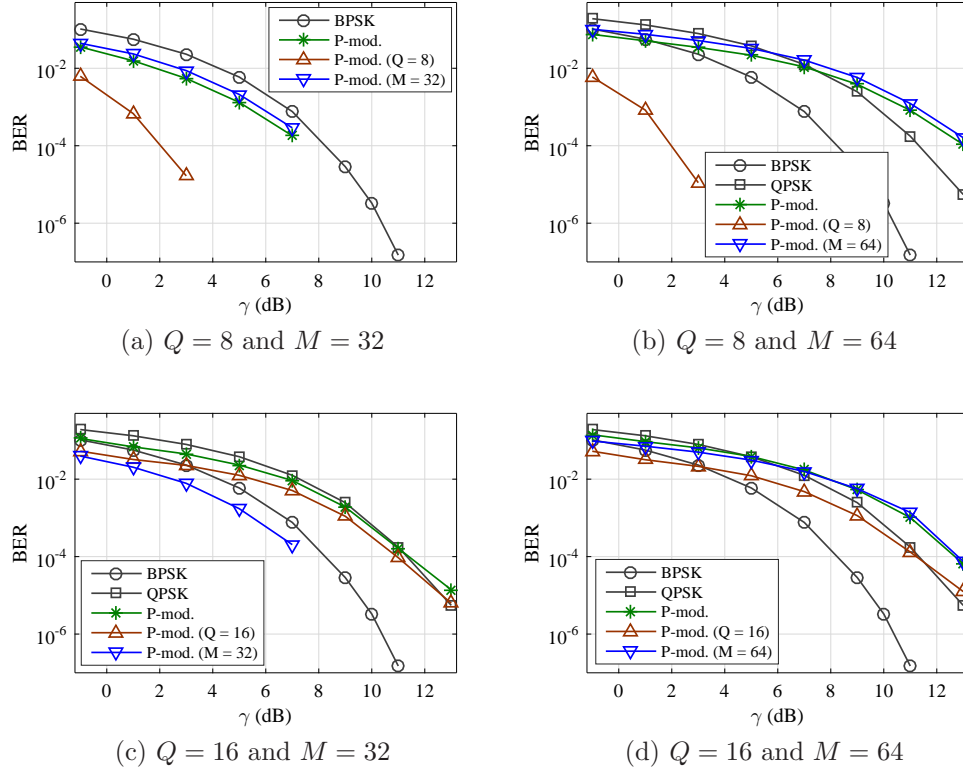 BPSK
P-mod.
P-mod. (Q = 8)
P-mod. (M = 32)
BER
10^-2
10^-4
10^-6
0 2 4 6 8 10 12
γ (dB)
(a) Q = 8 and M = 32
BPSK
QPSK
P-mod.
P-mod. (Q = 8)
P-mod. (M = 64)
BER
10^-2
10^-4
10^-6
0 2 4 6 8 10 12
γ (dB)
(b) Q = 8 and M = 64
BPSK
QPSK
P-mod.
P-mod. (Q = 16)
P-mod. (M = 32)
BER
10^-2
10^-4
10^-6
0 2 4 6 8 10 12
γ (dB)
(c) Q = 16 and M = 32
BPSK
QPSK
P-mod.
P-mod. (Q = 16)
P-mod. (M = 64)
BER
10^-2
10^-4
10^-6
0 2 4 6 8 10 12
γ (dB)
(d) Q = 16 and M = 64